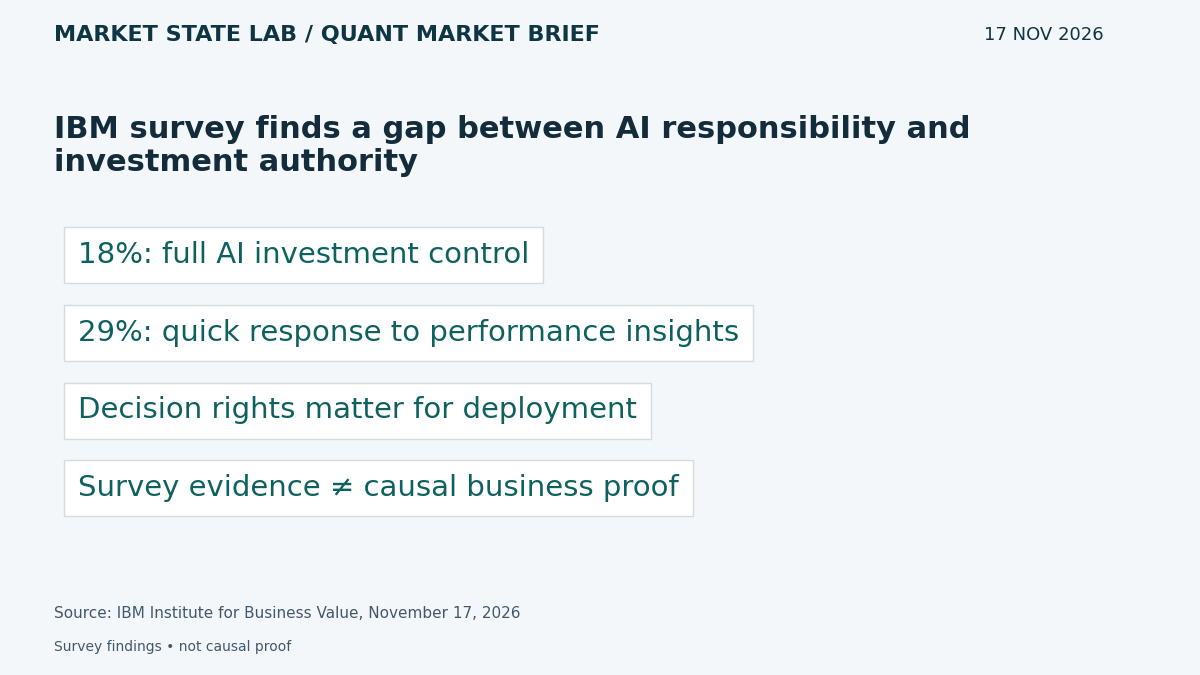 MARKET STATE LAB / QUANT MARKET BRIEF
17 NOV 2026
IBM survey finds a gap between AI responsibility and
investment authority
18%: full AI investment control
29%: quick response to performance insights
Decision rights matter for deployment
Survey evidence ≠ causal business proof
Source: IBM Institute for Business Value, November 17, 2026
Survey findings • not causal proof